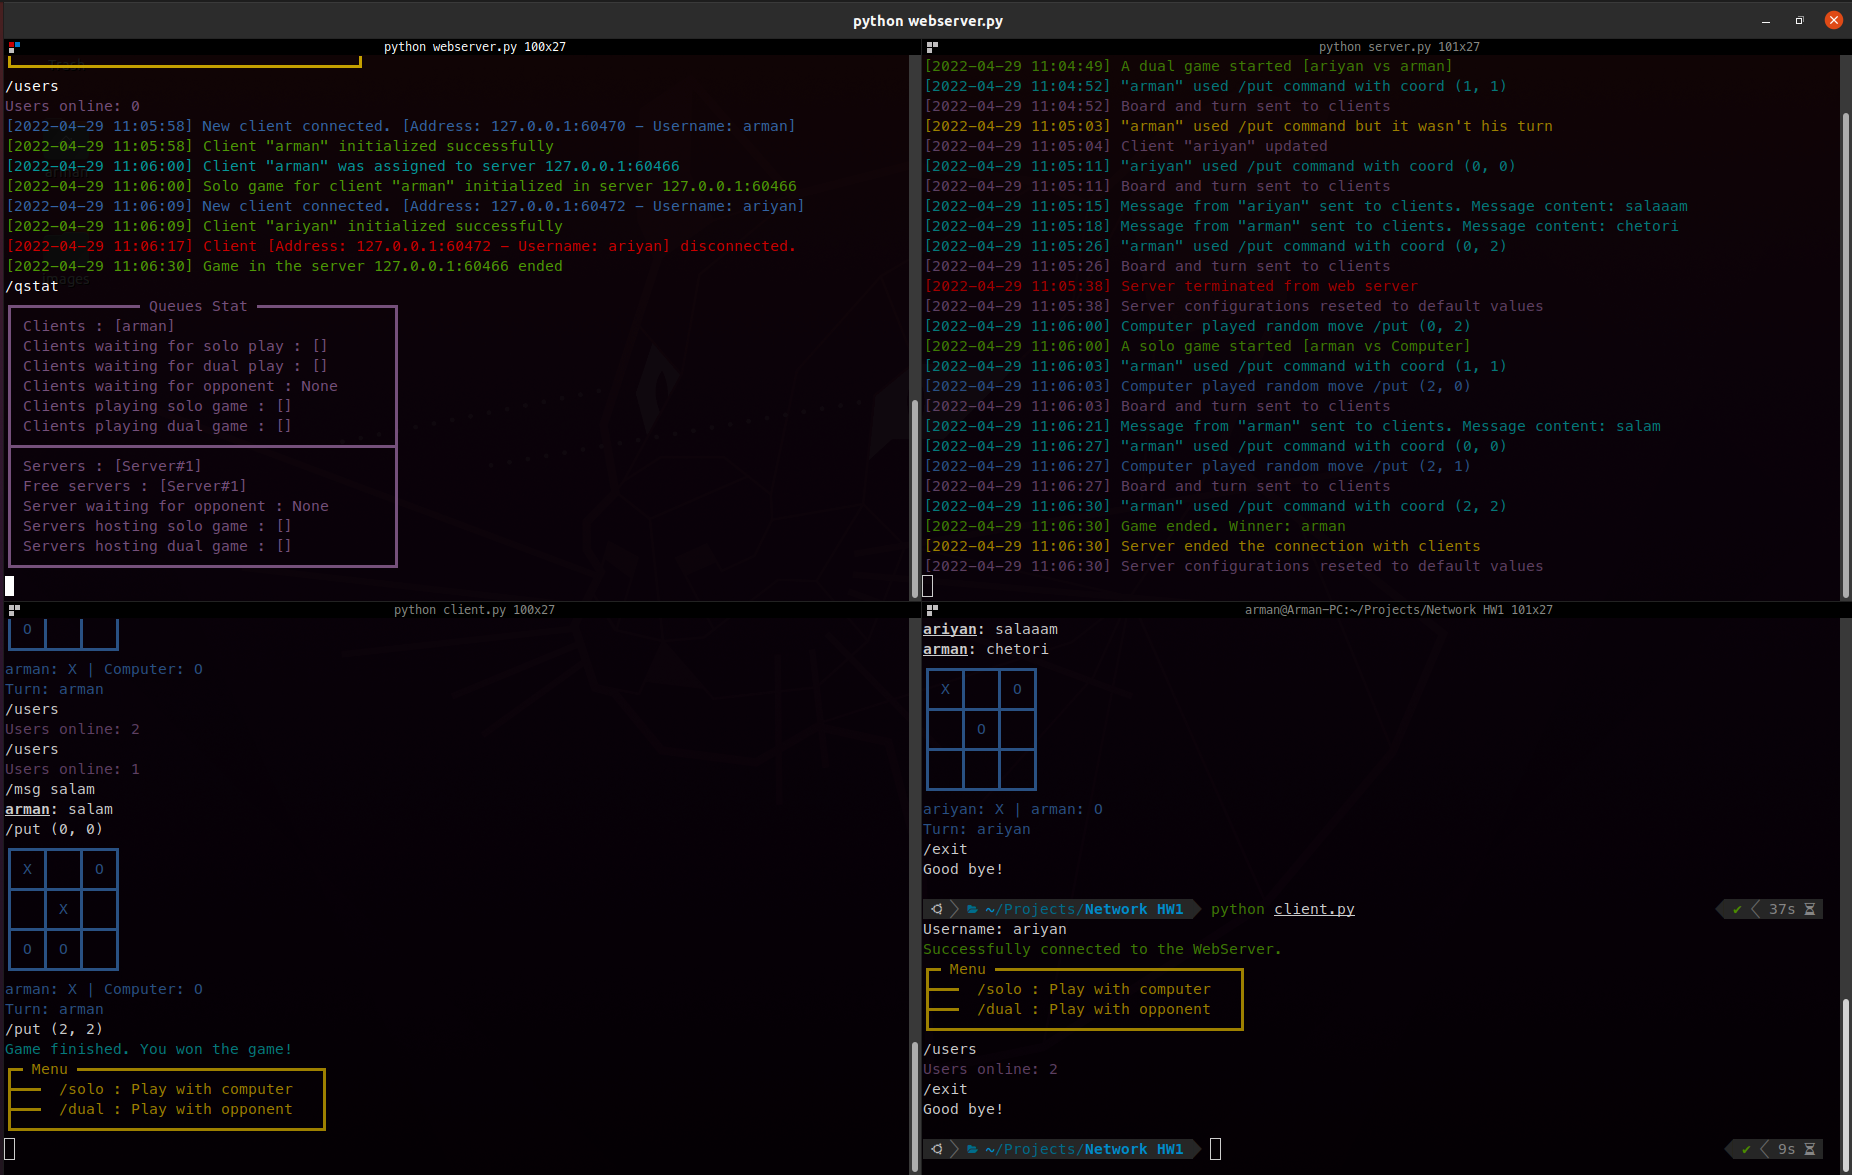 python webserver.py
python webserver.py 100x27
Trash
/users
Users online: 0
[2022-04-29 11:05:58] New client connected. [Address: 127.0.0.1:60470 - Username: arman]
[2022-04-29 11:05:58] Client "arman" initialized successfully
[2022-04-29 11:06:00] Client "arman" was assigned to server 127.0.0.1:60466
[2022-04-29 11:06:00] Solo game for client "arman" initialized in server 127.0.0.1:60466
[2022-04-29 11:06:09] New client connected. [Address: 127.0.0.1:60472 - Username: ariyan]
[2022-04-29 11:06:09] Client "ariyan" initialized successfully
[2022-04-29 11:06:17] Client [Address: 127.0.0.1:60472 - Username: ariyan] disconnected.
[2022-04-29 11:06:30] Game in the server 127.0.0.1:60466 ended
/qstat
Queues Stat
Clients : [arman]
Clients waiting for solo play : []
Clients waiting for dual play : []
Clients waiting for opponent : None
Clients playing solo game : []
Clients playing dual game : []
Servers : [Server#1]
Free servers : [Server#1]
Server waiting for opponent : None
Servers hosting solo game : []
Servers hosting dual game : []
python server.py 101x27
[2022-04-29 11:04:49] A dual game started [ariyan vs arman]
[2022-04-29 11:04:52] "arman" used /put command with coord (1, 1)
[2022-04-29 11:04:52] Board and turn sent to clients
[2022-04-29 11:05:03] "arman" used /put command but it wasn't his turn
[2022-04-29 11:05:04] Client "ariyan" updated
[2022-04-29 11:05:11] "ariyan" used /put command with coord (0, 0)
[2022-04-29 11:05:11] Board and turn sent to clients
[2022-04-29 11:05:15] Message from "ariyan" sent to clients. Message content: salaaam
[2022-04-29 11:05:18] Message from "arman" sent to clients. Message content: chetori
[2022-04-29 11:05:26] "arman" used /put command with coord (0, 2)
[2022-04-29 11:05:26] Board and turn sent to clients
[2022-04-29 11:05:38] Server terminated from web server
[2022-04-29 11:05:38] Server configurations reseted to default values
[2022-04-29 11:06:00] Computer played random move /put (0, 2)
[2022-04-29 11:06:00] A solo game started [arman vs Computer]
[2022-04-29 11:06:03] "arman" used /put command with coord (1, 1)
[2022-04-29 11:06:03] Computer played random move /put (2, 0)
[2022-04-29 11:06:03] Board and turn sent to clients
[2022-04-29 11:06:21] Message from "arman" sent to clients. Message content: salam
[2022-04-29 11:06:27] "arman" used /put command with coord (0, 0)
[2022-04-29 11:06:27] Computer played random move /put (2, 1)
[2022-04-29 11:06:27] Board and turn sent to clients
[2022-04-29 11:06:30] "arman" used /put command with coord (2, 2)
[2022-04-29 11:06:30] Game ended. Winner: arman
[2022-04-29 11:06:30] Server ended the connection with clients
[2022-04-29 11:06:30] Server configurations reseted to default values
python client.py 100x27
O
arman: X | Computer: O
Turn: arman
/users
Users online: 2
/users
Users online: 1
/msg salam
arman: salam
/put (0, 0)
X O
X
O O
arman: X | Computer: O
Turn: arman
/put (2, 2)
Game finished. You won the game!
Menu
/solo : Play with computer
/dual : Play with opponent
arman@Arman-PC:~/Projects/Network HW1 101x27
ariyan: salaaam
arman: chetori
X O
O
ariyan: X | arman: O
Turn: ariyan
/exit
Good bye!
~/Projects/Network HW1 python client.py ✔ 37s
Username: ariyan
Successfully connected to the WebServer.
Menu
/solo : Play with computer
/dual : Play with opponent
/users
Users online: 2
/exit
Good bye!
~/Projects/Network HW1 ✔ 9s